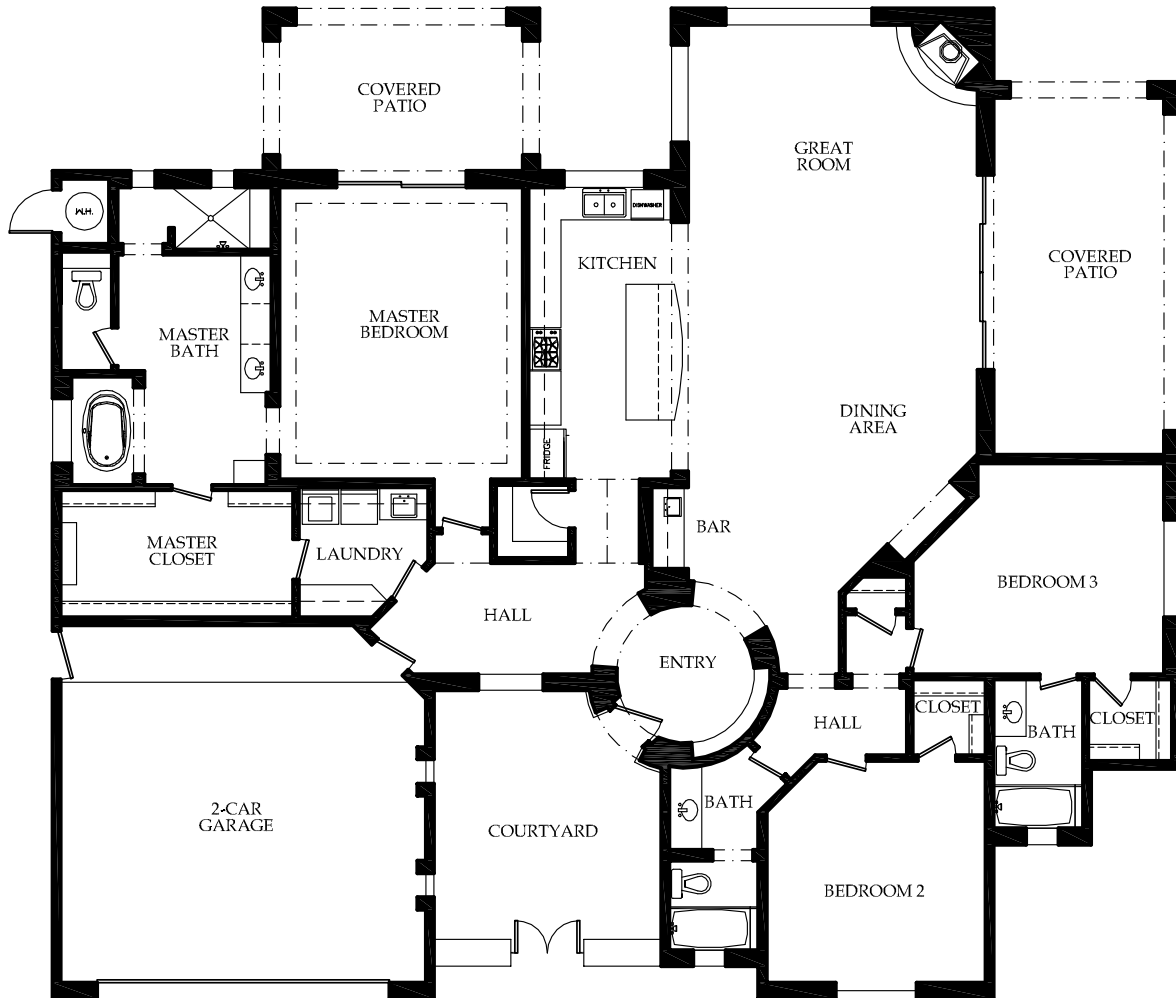 COVERED
PATIO
GREAT
ROOM
W.H.
DISHWASHER
KITCHEN
COVERED
PATIO
MASTER
BEDROOM
MASTER
BATH
DINING
AREA
FRIDGE
BAR
MASTER
CLOSET
LAUNDRY
BEDROOM 3
HALL
ENTRY
CLOSET
HALL
BATH
CLOSET
2-CAR
GARAGE
COURTYARD
BATH
BEDROOM 2